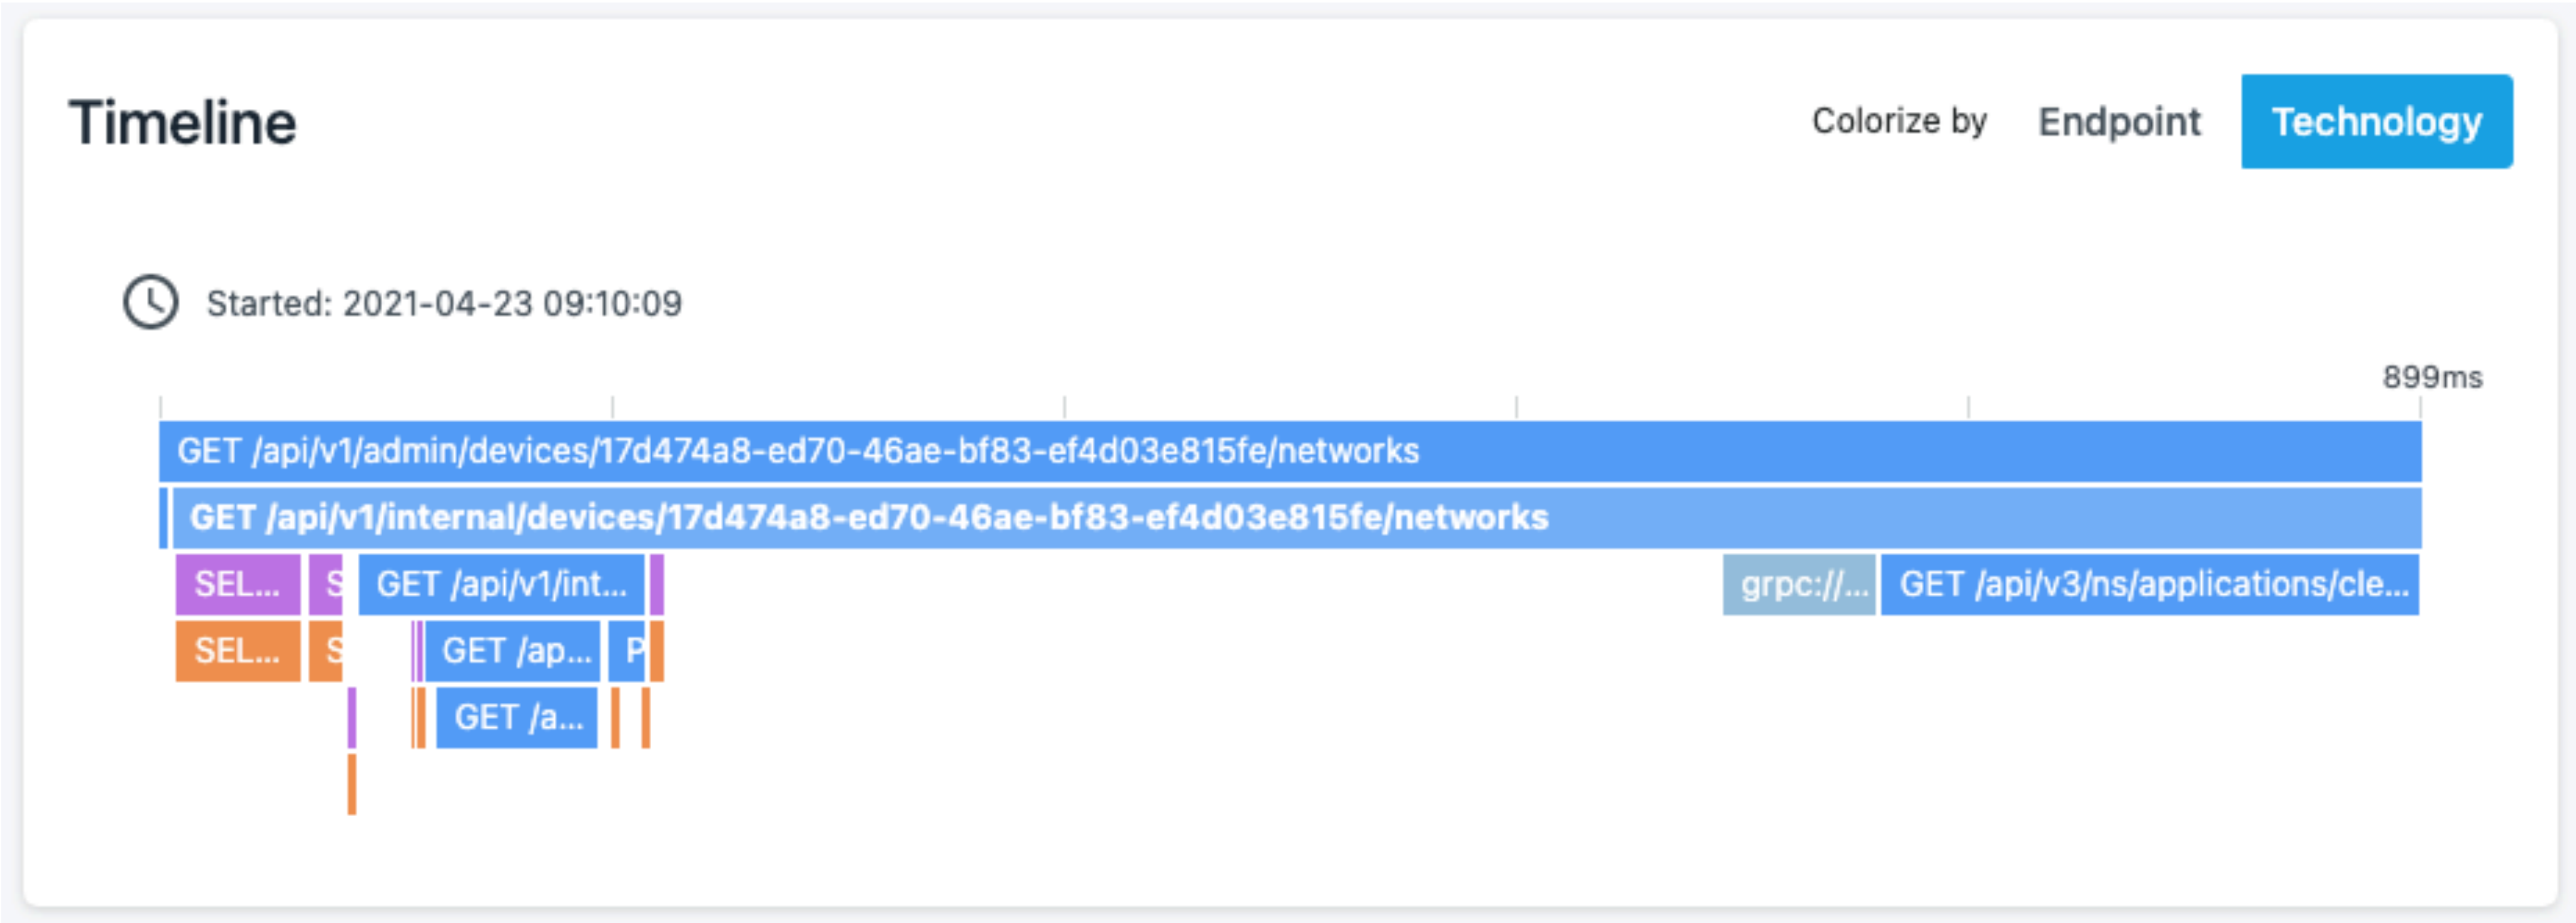 Timeline
Colorize by Endpoint Technology
Started: 2021-04-23 09:10:09
899ms
GET /api/v1/admin/devices/17d474a8-ed70-46ae-bf83-ef4d03e815fe/networks
GET /api/v1/internal/devices/17d474a8-ed70-46ae-bf83-ef4d03e815fe/networks
SEL... S GET /api/v1/int... grpc://... GET /api/v3/ns/applications/cle...
SEL... S GET /ap... P
GET /a...